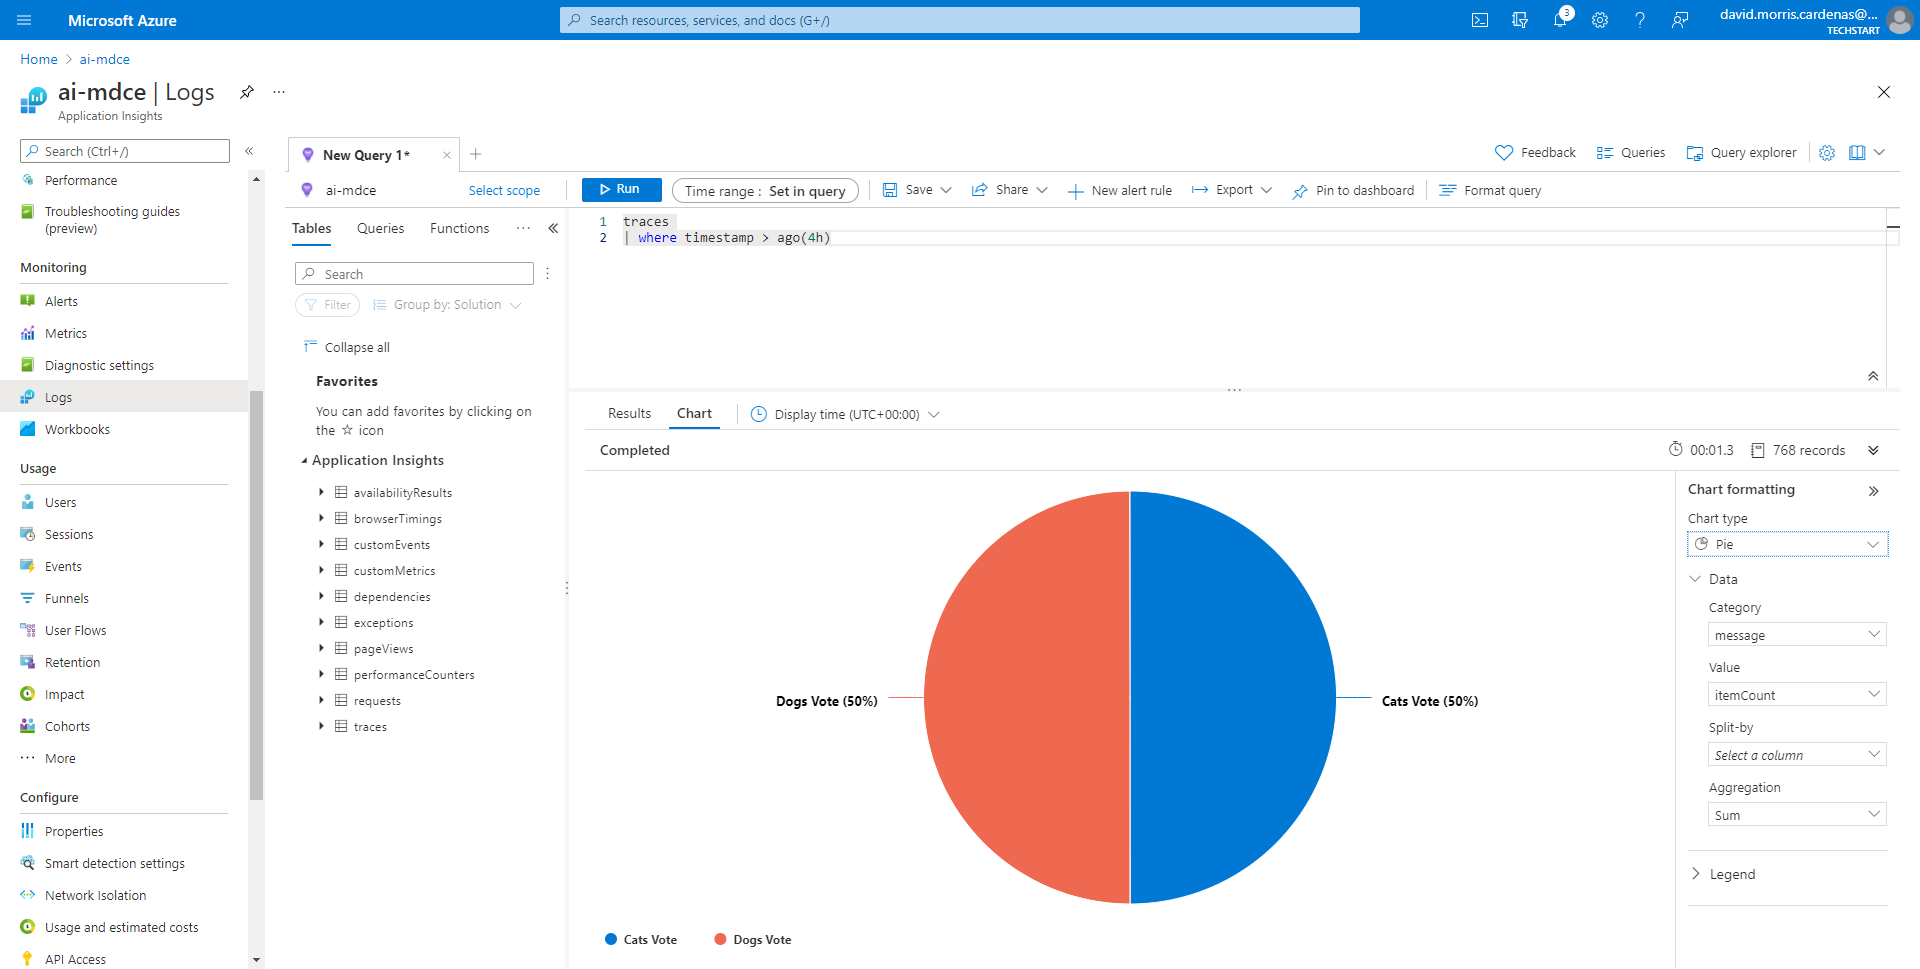 Microsoft Azure
Search resources, services, and docs (G+/)
3
david.morris.cardenas@...
TECHSTART
Home > ai-mdce
ai-mdce | Logs
...
Application Insights
Search (Ctrl+/)
«
Performance
Troubleshooting guides
(preview)
Monitoring
Alerts
Metrics
Diagnostic settings
Logs
Workbooks
Usage
Users
Sessions
Events
Funnels
User Flows
Retention
Impact
Cohorts
More
Configure
Properties
Smart detection settings
Network Isolation
Usage and estimated costs
API Access
New Query 1*
Feedback
Queries
Query explorer
ai-mdce
Select scope
Run
Time range : Set in query
Save
Share
New alert rule
Export
Pin to dashboard
Format query
Tables
Queries
Functions
...
«
Search
Filter
Group by: Solution
Collapse all
Favorites
You can add favorites by clicking on
the ☆ icon
Application Insights
availabilityResults
browserTimings
customEvents
customMetrics
dependencies
exceptions
pageViews
performanceCounters
requests
traces
1 traces
2 | where timestamp > ago(4h)
Results
Chart
Display time (UTC+00:00)
Completed
00:01.3
768 records
Dogs Vote (50%)
Cats Vote (50%)
Cats Vote
Dogs Vote
Chart formatting
»
Chart type
Pie
Data
Category
message
Value
itemCount
Split-by
Select a column
Aggregation
Sum
Legend